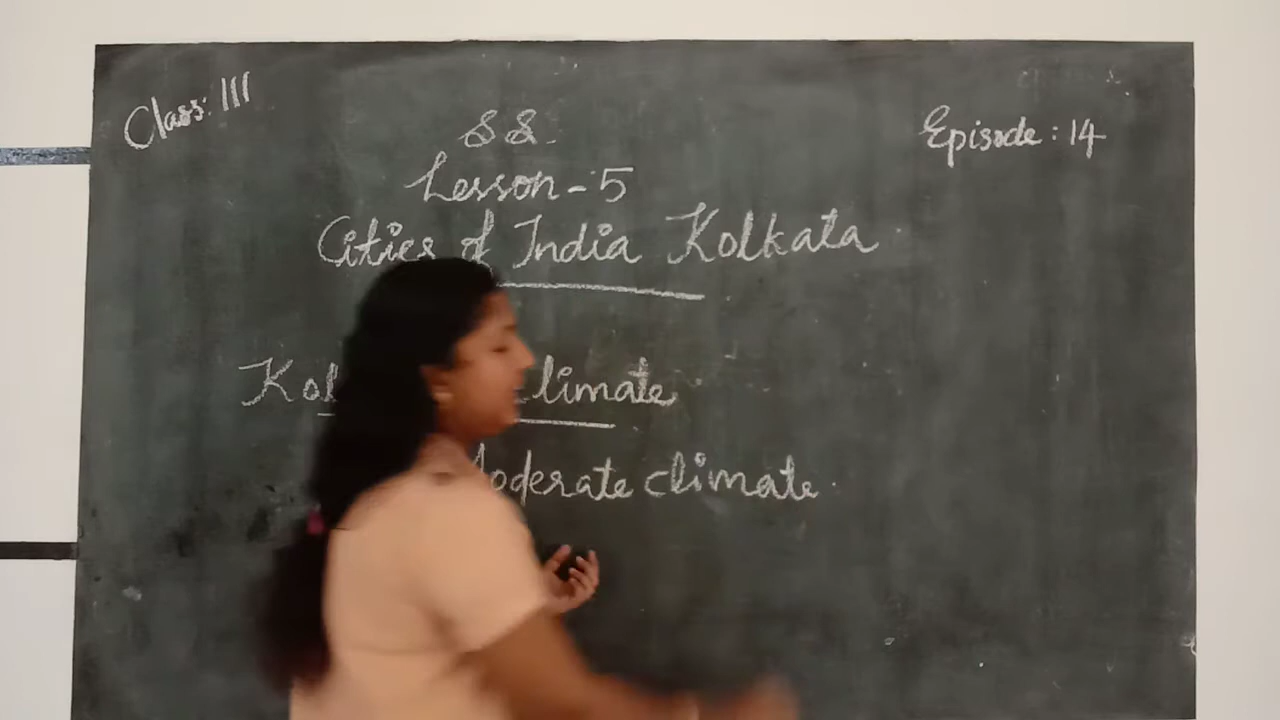 Class: III
S S.
Episode: 14
Lesson - 5
Cities of India Kolkata
limate
oderate climate.